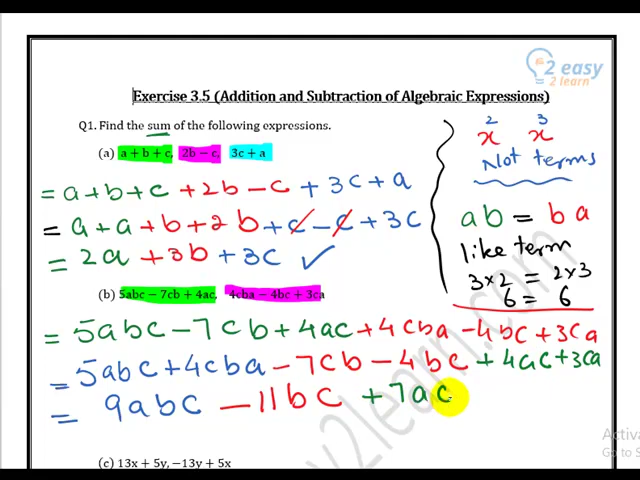 2 easy
2 learn
Exercise 3.5 (Addition and Subtraction of Algebraic Expressions)
Q1. Find the sum of the following expressions.
(a) a + b + c, 2b – c, 3c + a
= a + b + c + 2b – c + 3c + a
= a + a + b + 2b + c – c + 3c
= 2a + 3b + 3c ✓
x² x³
Not terms
ab = ba
like term
3×2 = 2×3
6 = 6
(b) 5abc – 7cb + 4ac, 4cba – 4bc + 3ca
= 5abc – 7cb + 4ac + 4cba – 4bc + 3ca
= 5abc + 4cba – 7cb – 4bc + 4ac + 3ca
= 9abc – 11bc + 7ac
(c) 13x + 5y, –13y + 5x